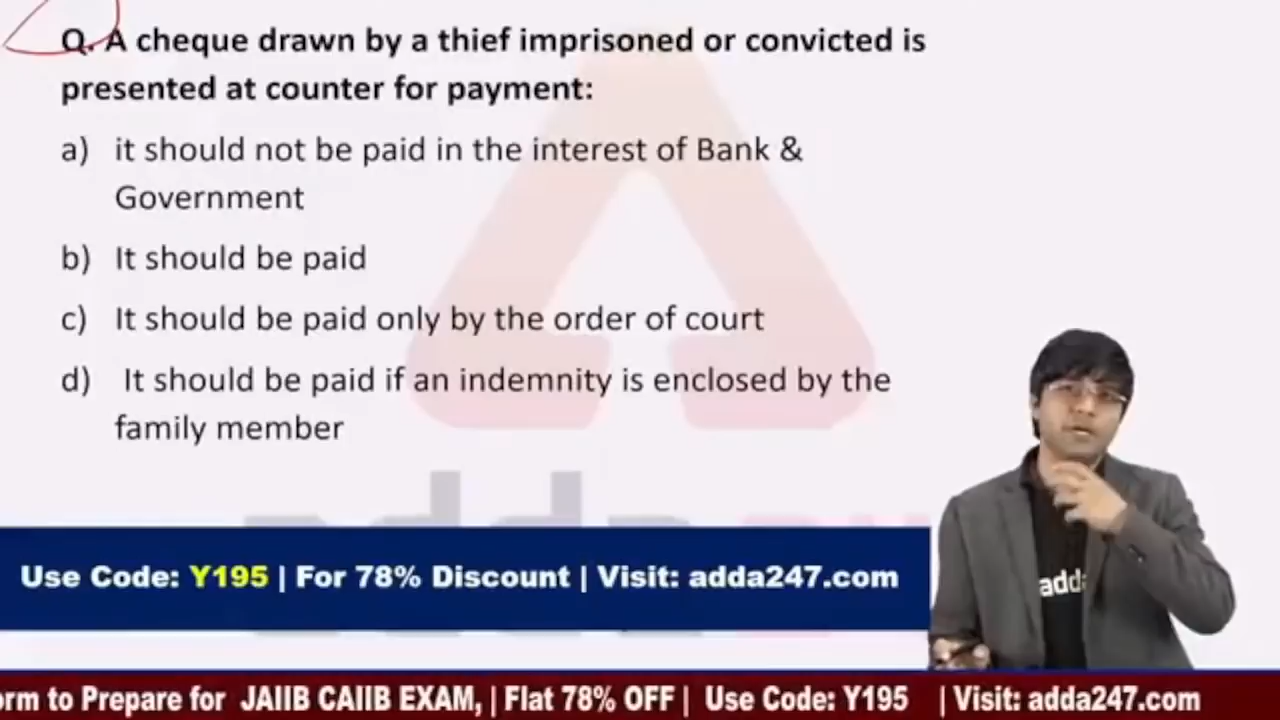 Q. A cheque drawn by a thief imprisoned or convicted is
presented at counter for payment:
a) it should not be paid in the interest of Bank &
Government
b) It should be paid
c) It should be paid only by the order of court
d) It should be paid if an indemnity is enclosed by the
family member
Use Code: Y195 | For 78% Discount | Visit: adda247.com
adda
orm to Prepare for JAIIB CAIIB EXAM, | Flat 78% OFF | Use Code: Y195 | Visit: adda247.com